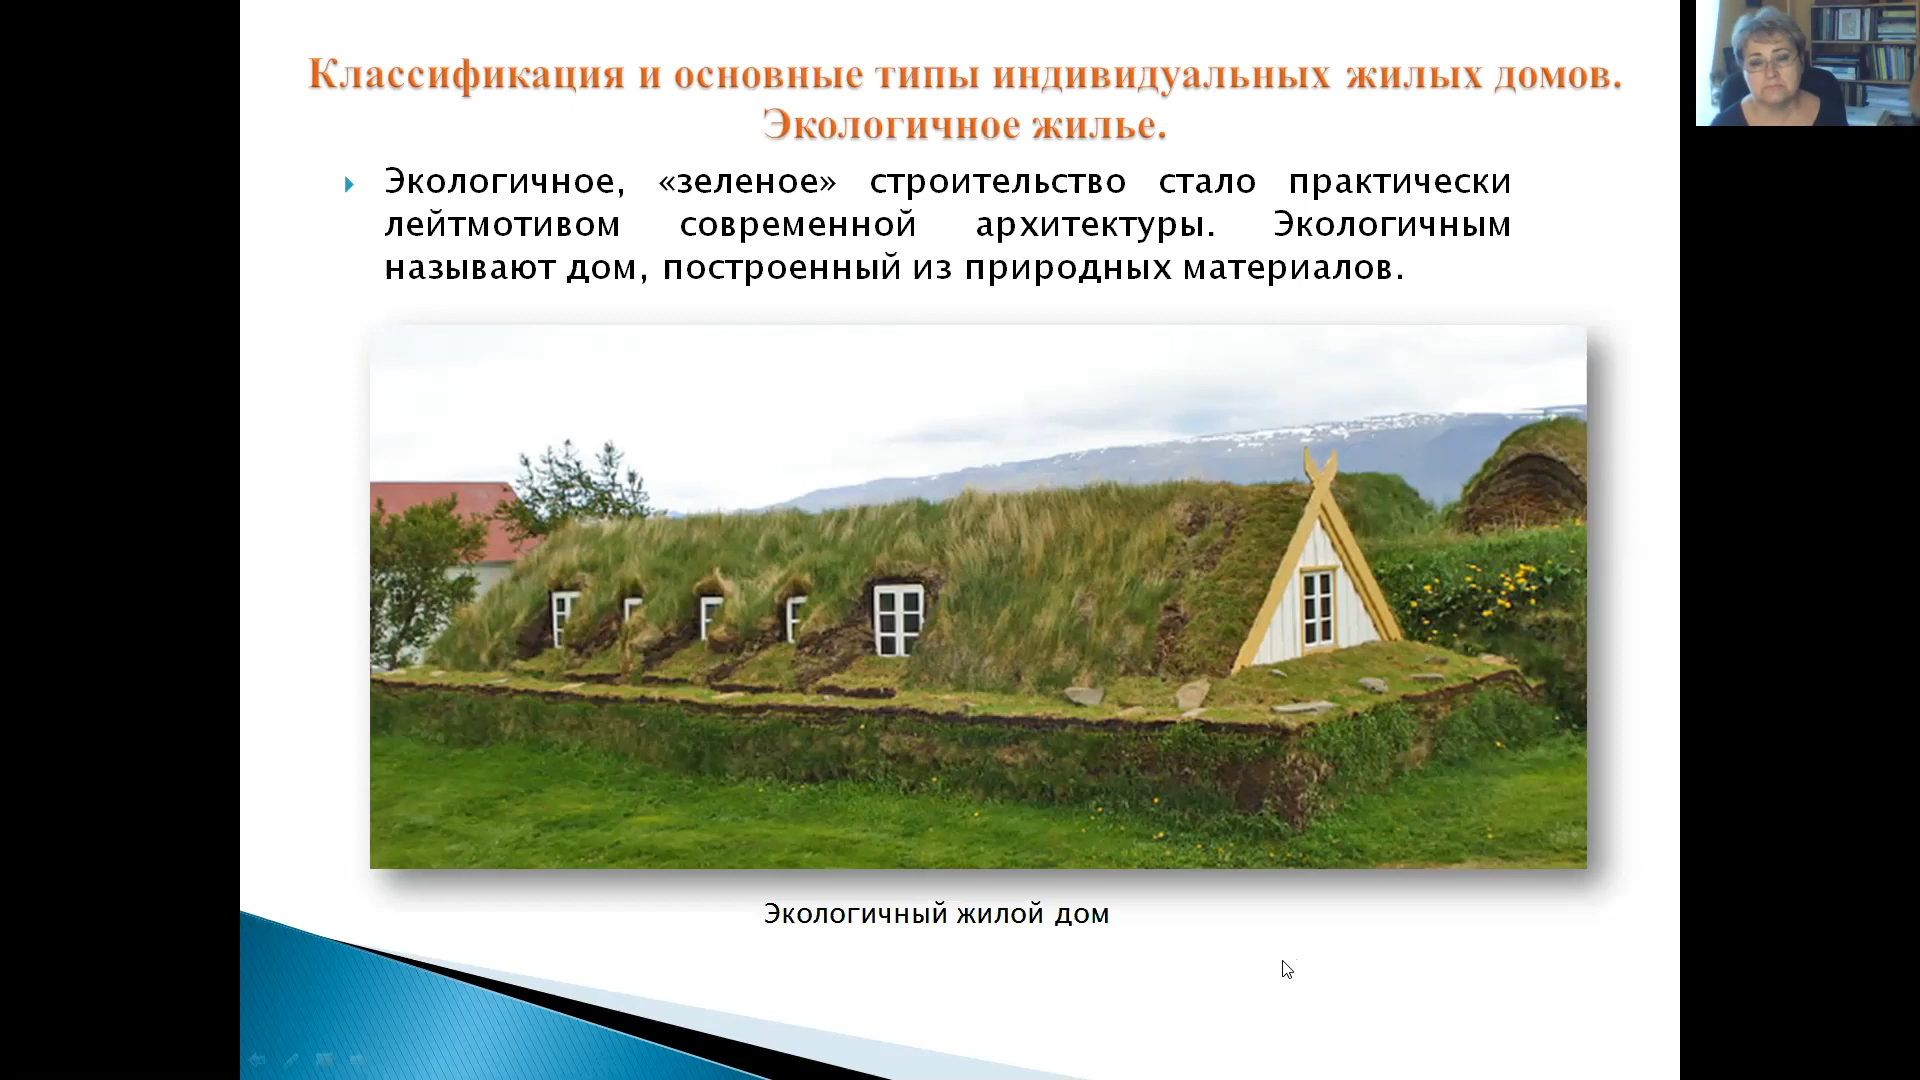 Классификация и основные типы индивидуальных жилых домов.
Экологичное жилье.
Экологичное, «зеленое» строительство стало практически
лейтмотивом современной архитектуры. Экологичным
называют дом, построенный из природных материалов.
Экологичный жилой дом